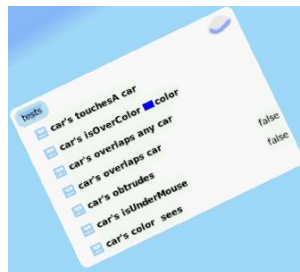 tests
car's touchesA car
car's isOverColor color
car's overlaps any car
car's overlaps car
car's obtrudes false
car's isUnderMouse false
car's color sees